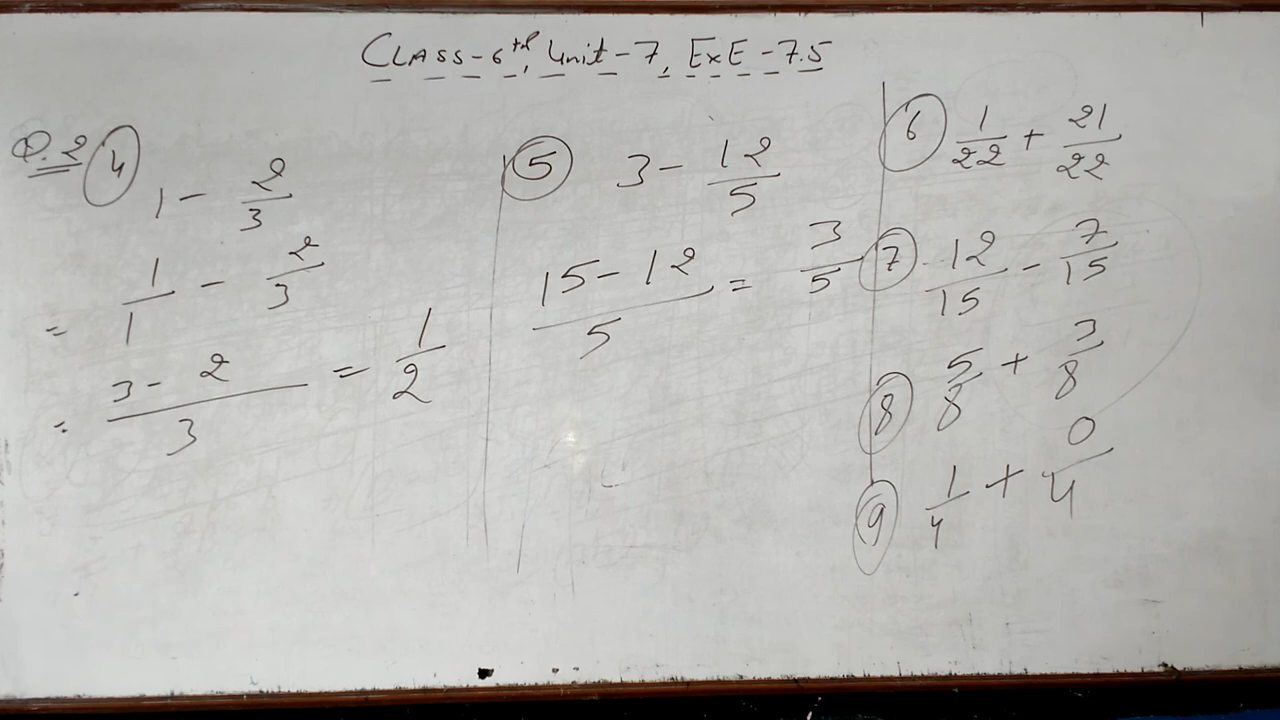 CLASS-6th, Unit-7, ExE-7.5
Q.2 (4) 1 - 2/3
= 1/1 - 2/3
= (3 - 2)/3 = 1/2
(5) 3 - 12/5
(15 - 12)/5 = 3/5
(6) 1/22 + 21/22
(7) 12/15 - 7/15
(8) 5/8 + 3/8
(9) 1/4 + 0/4